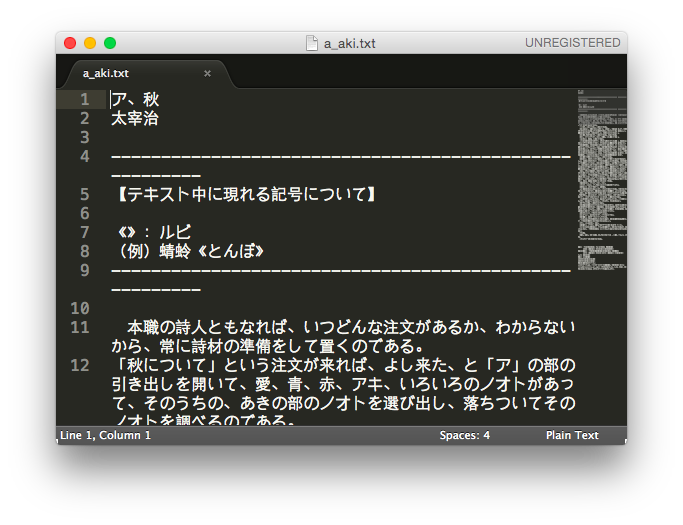 a_aki.txt
UNREGISTERED
a_aki.txt ×
1 ア、秋
2 太宰治
3
4 -------------------------------------------------------
5 【テキスト中に現れる記号について】
6
7 《》:ルビ
8 (例)蜻蛉《とんぼ》
9 -------------------------------------------------------
10
11 　本職の詩人ともなれば、いつどんな注文があるか、わからない
から、常に詩材の準備をして置くのである。
12 「秋について」という注文が来れば、よし来た、と「ア」の部の
引き出しを開いて、愛、青、赤、アキ、いろいろのノオトがあっ
て、そのうちの、あきの部のノオトを選び出し、落ちついてその
ノオトを調べるのである。
Line 1, Column 1
Spaces: 4
Plain Text